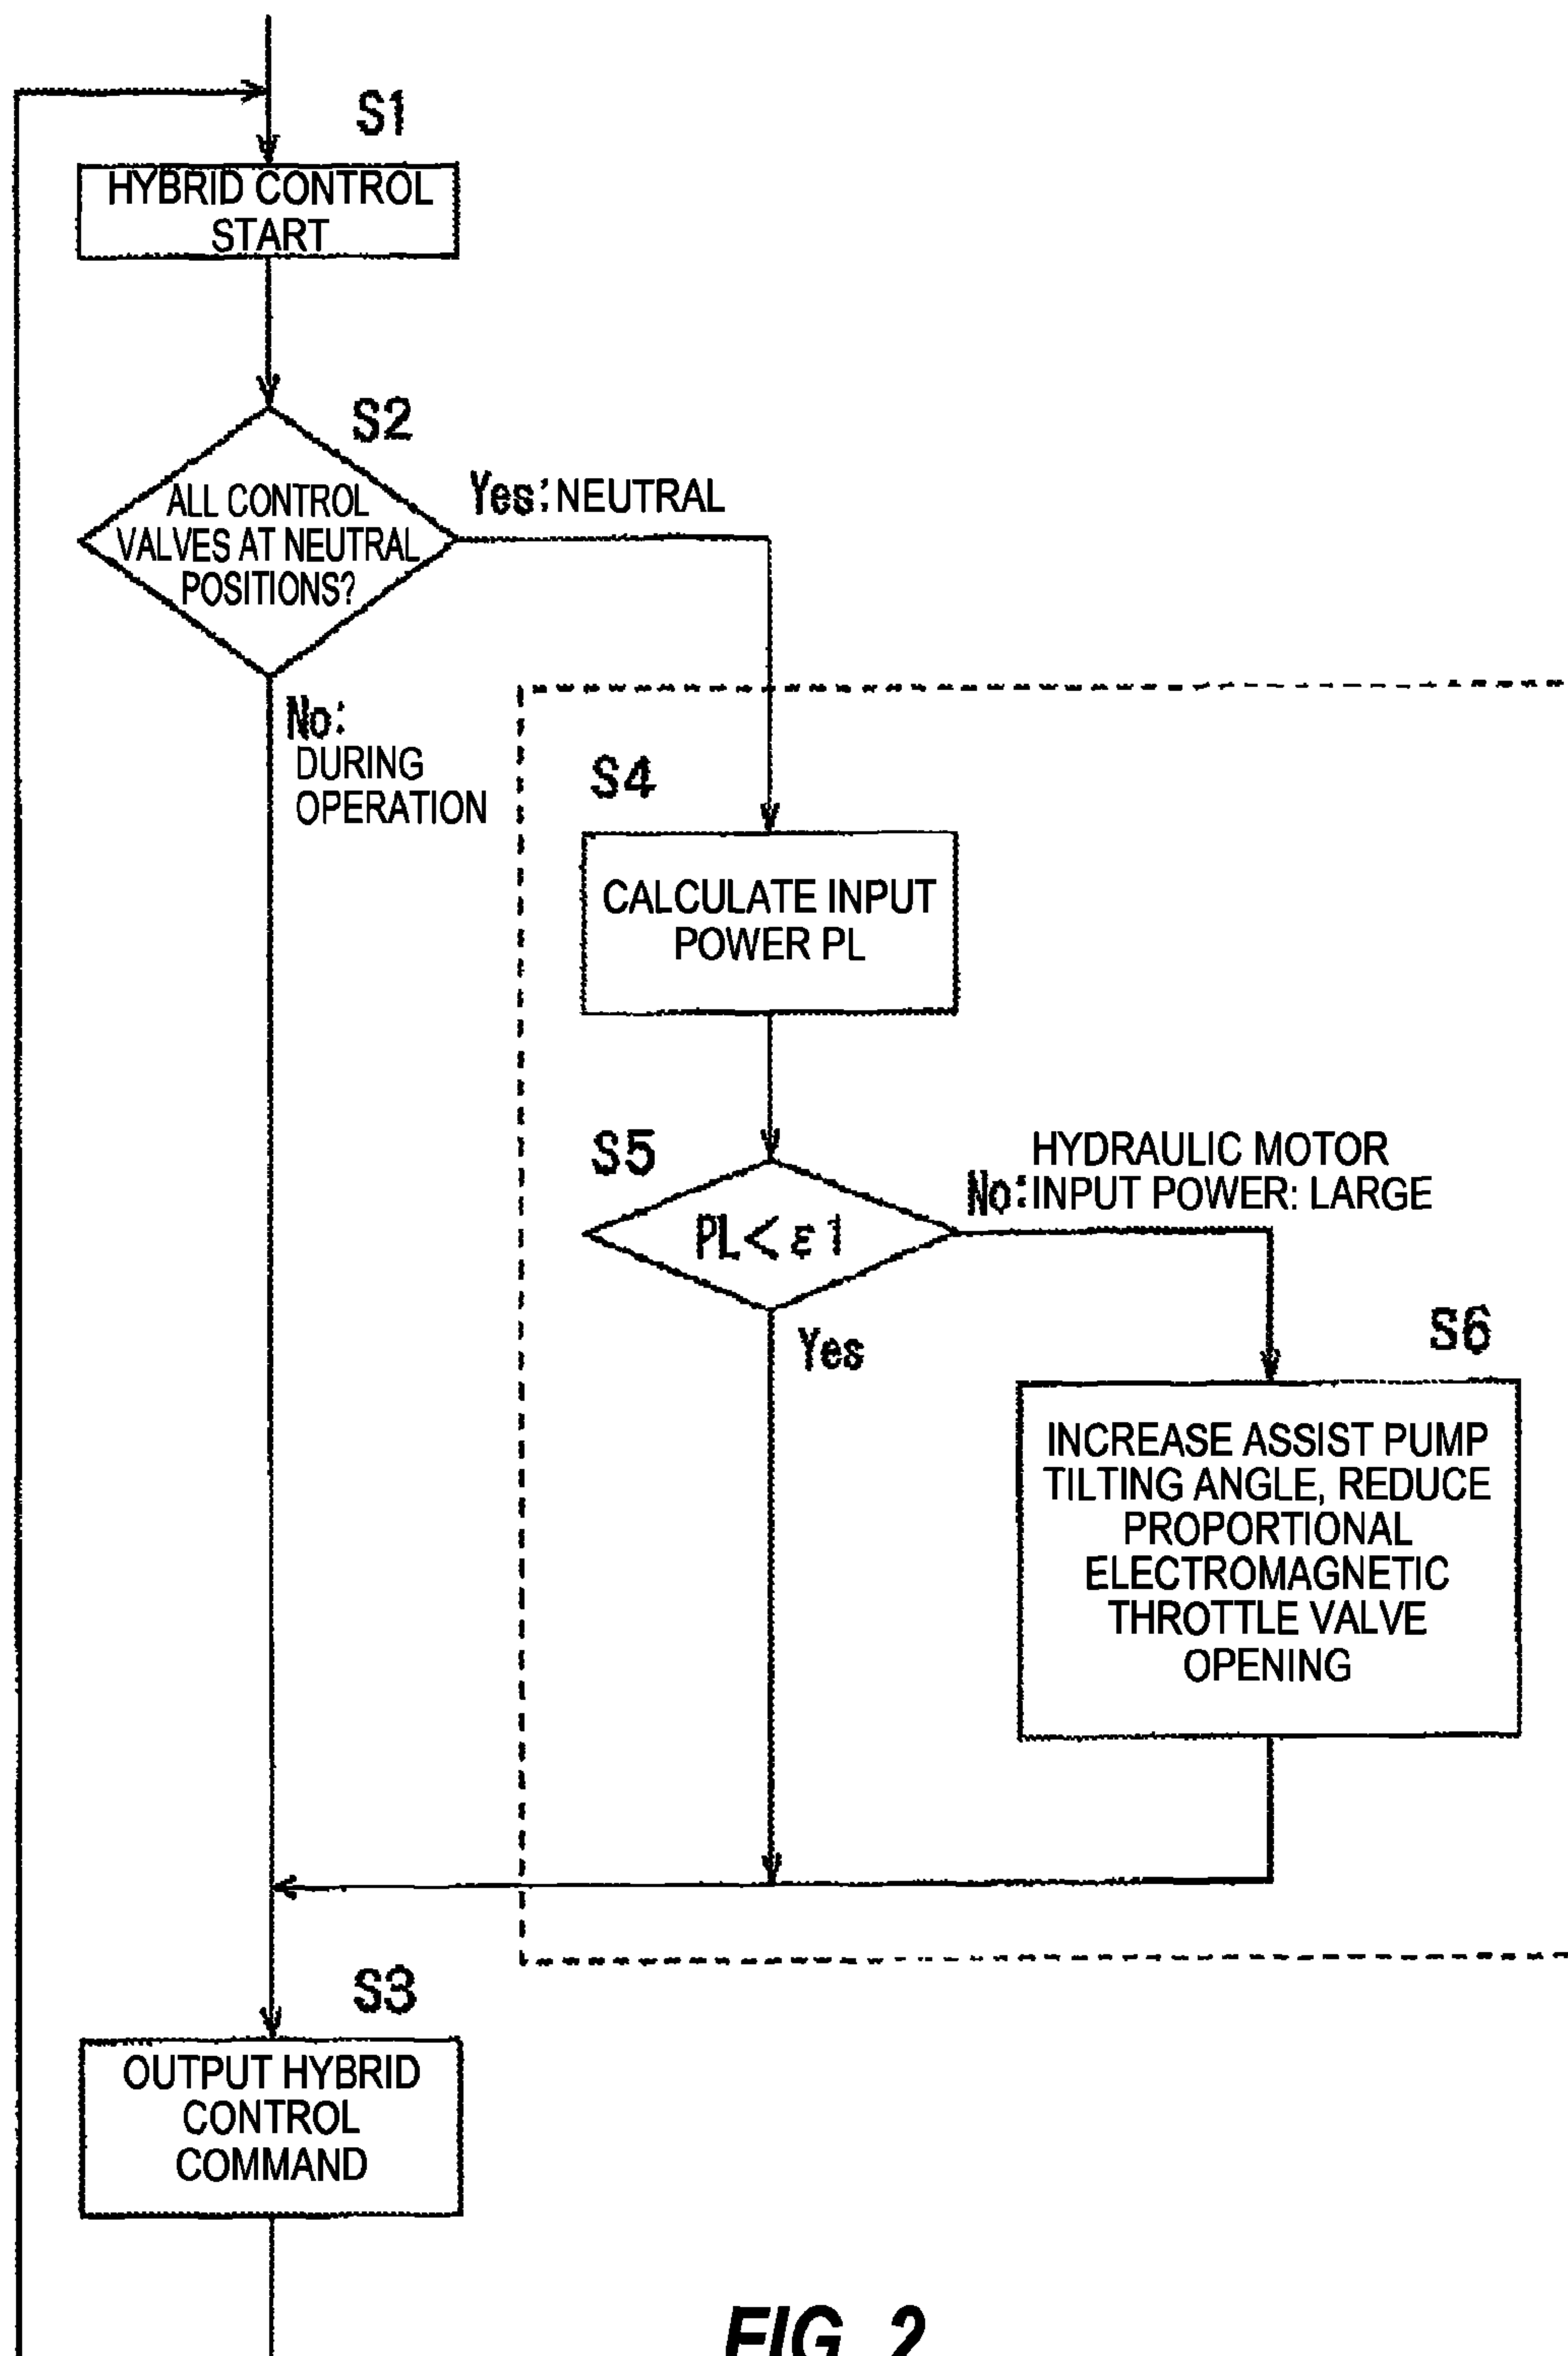 S1
HYBRID CONTROL
START
S2
ALL CONTROL
VALVES AT NEUTRAL
POSITIONS?
Yes: NEUTRAL
No:
DURING
OPERATION
S4
CALCULATE INPUT
POWER PL
S5
PL < ε1
HYDRAULIC MOTOR
No: INPUT POWER: LARGE
Yes
S6
INCREASE ASSIST PUMP
TILTING ANGLE, REDUCE
PROPORTIONAL
ELECTROMAGNETIC
THROTTLE VALVE
OPENING
S3
OUTPUT HYBRID
CONTROL
COMMAND
FIG. 2